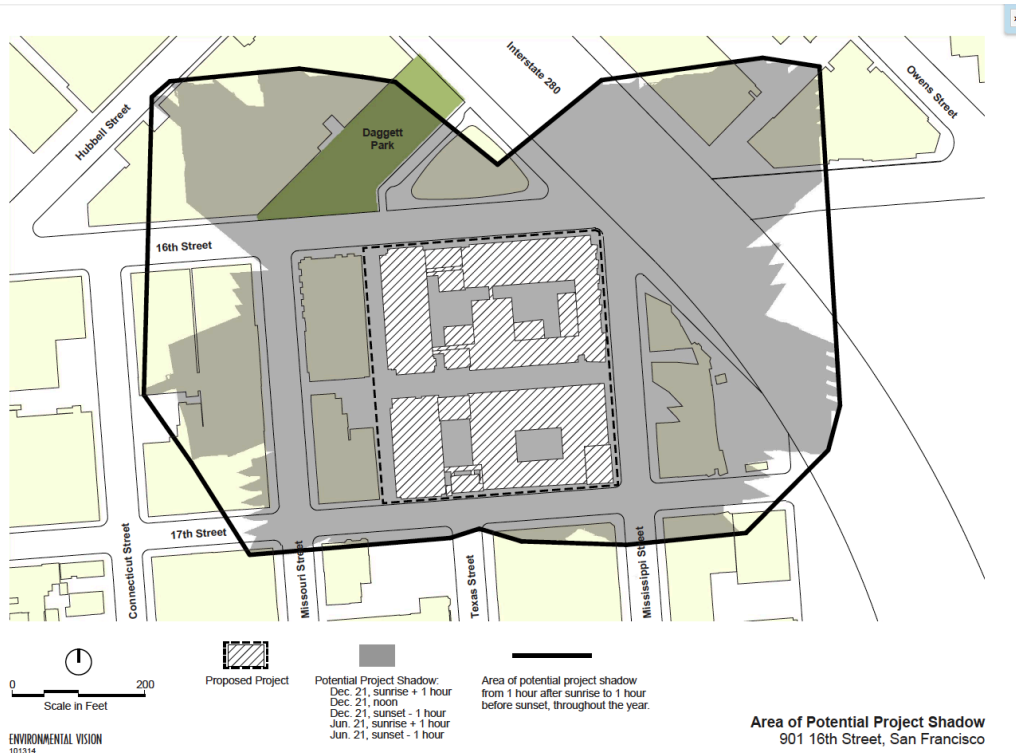 Interstate 280
Owens Street
Hubbell Street
Daggett
Park
16th Street
17th Street
Connecticut Street
Missouri Street
Texas Street
Mississippi Street
0 200
Scale in Feet
Proposed Project
Potential Project Shadow:
Dec. 21, sunrise + 1 hour
Dec. 21, noon
Dec. 21, sunset - 1 hour
Jun. 21, sunrise + 1 hour
Jun. 21, sunset - 1 hour
Area of potential project shadow
from 1 hour after sunrise to 1 hour
before sunset, throughout the year.
ENVIRONMENTAL VISION
101314
Area of Potential Project Shadow
901 16th Street, San Francisco